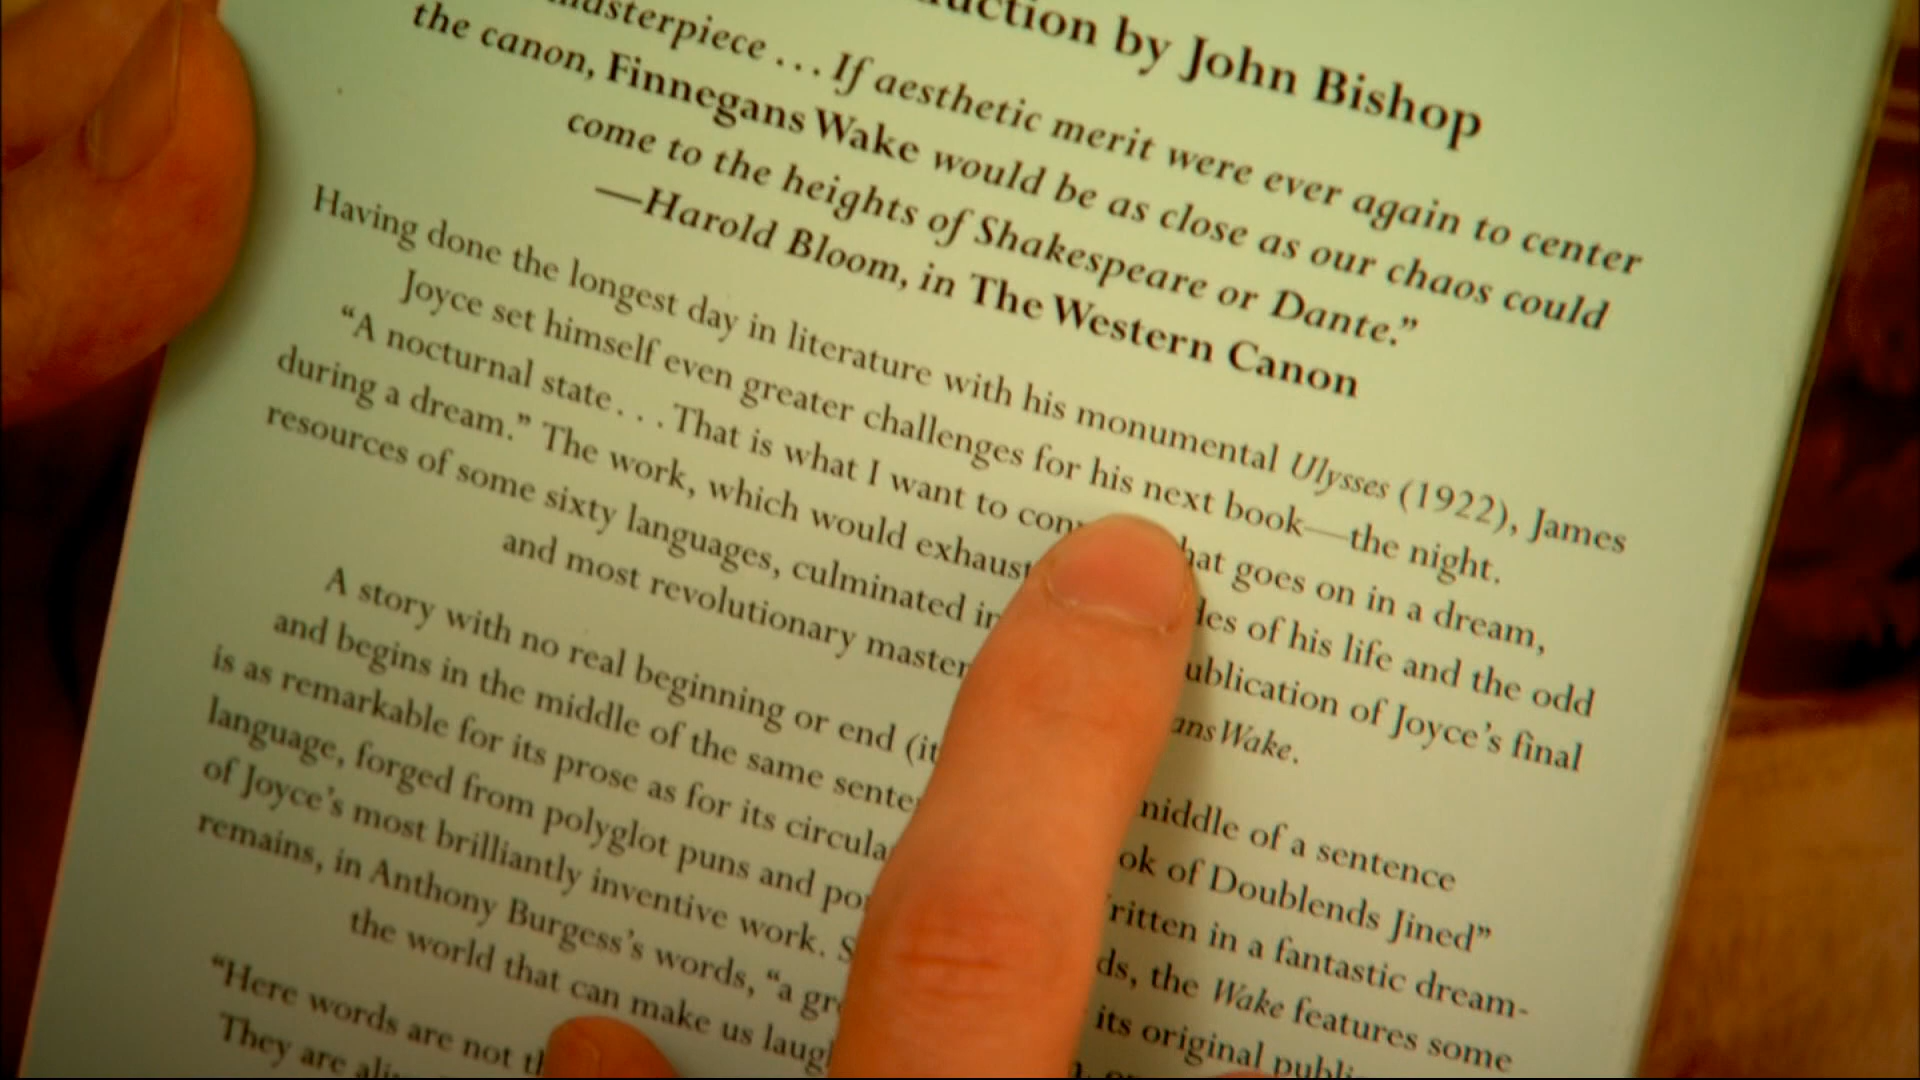 uction by John Bishop
masterpiece . . . If aesthetic merit were ever again to center
the canon, Finnegans Wake would be as close as our chaos could
come to the heights of Shakespeare or Dante.”
—Harold Bloom, in The Western Canon
Having done the longest day in literature with his monumental Ulysses (1922), James
Joyce set himself even greater challenges for his next book—the night.
“A nocturnal state . . . That is what I want to con hat goes on in a dream,
during a dream.” The work, which would exhaust des of his life and the odd
resources of some sixty languages, culminated in ublication of Joyce’s final
and most revolutionary master ans Wake.
A story with no real beginning or end (it middle of a sentence
and begins in the middle of the same sente ok of Doublends Jined”
is as remarkable for its prose as for its circula ritten in a fantastic dream-
language, forged from polyglot puns and po ds, the Wake features some
of Joyce’s most brilliantly inventive work. S its original publi
remains, in Anthony Burgess’s words, “a gr
the world that can make us laugh
“Here words are not th
They are ali